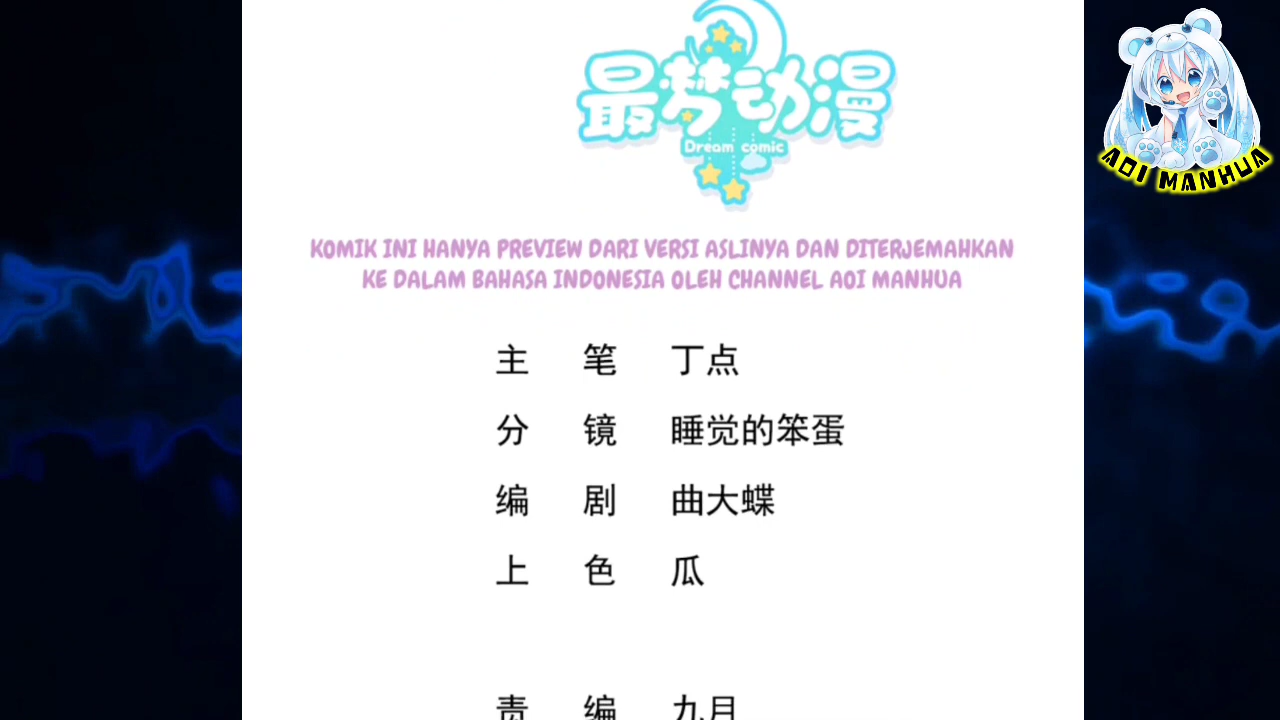 最梦动漫
Dream comic
AOI MANHUA
KOMIK INI HANYA PREVIEW DARI VERSI ASLINYA DAN DITERJEMAHKAN
KE DALAM BAHASA INDONESIA OLEH CHANNEL AOI MANHUA
主 笔 丁点
分 镜 睡觉的笨蛋
编 剧 曲大蝶
上 色 瓜
责 编 九月